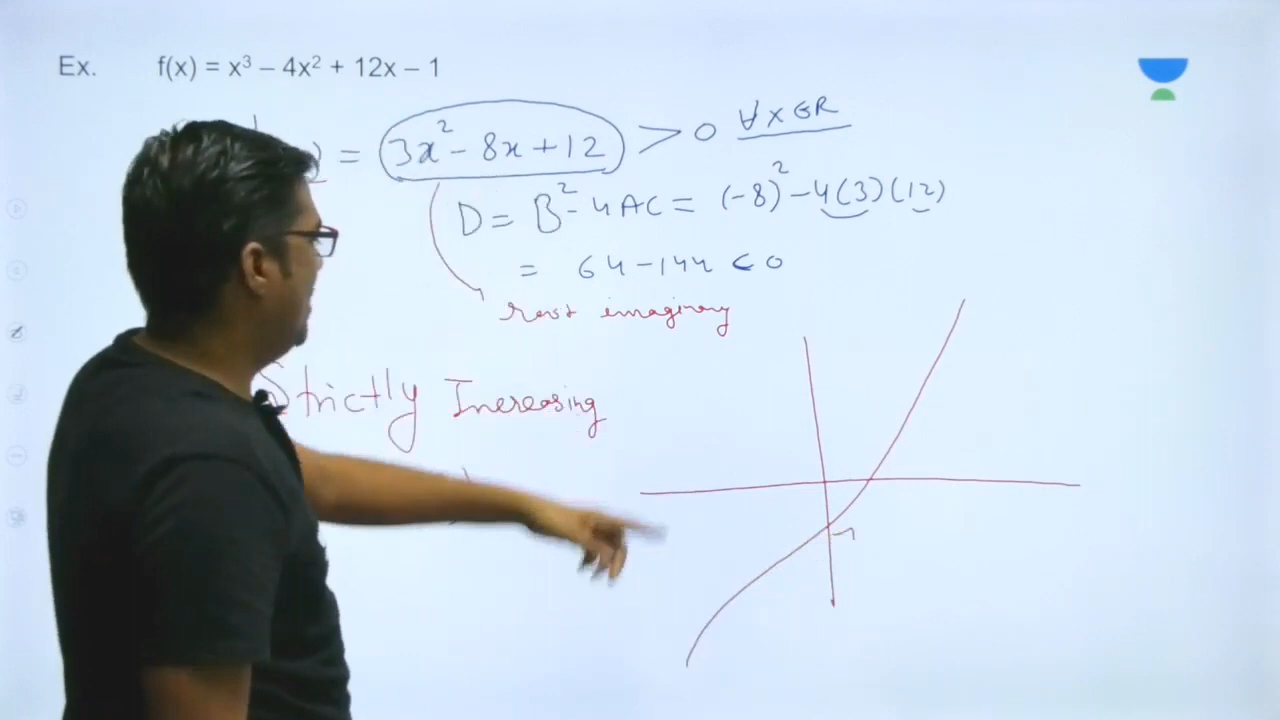 Ex. f(x) = x³ – 4x² + 12x – 1
= 3x² - 8x + 12 > 0 ∀ x ∈ R
D = B² - 4AC = (-8)² - 4(3)(12)
= 64 - 144 < 0
imaginary
Strictly Increasing
-1